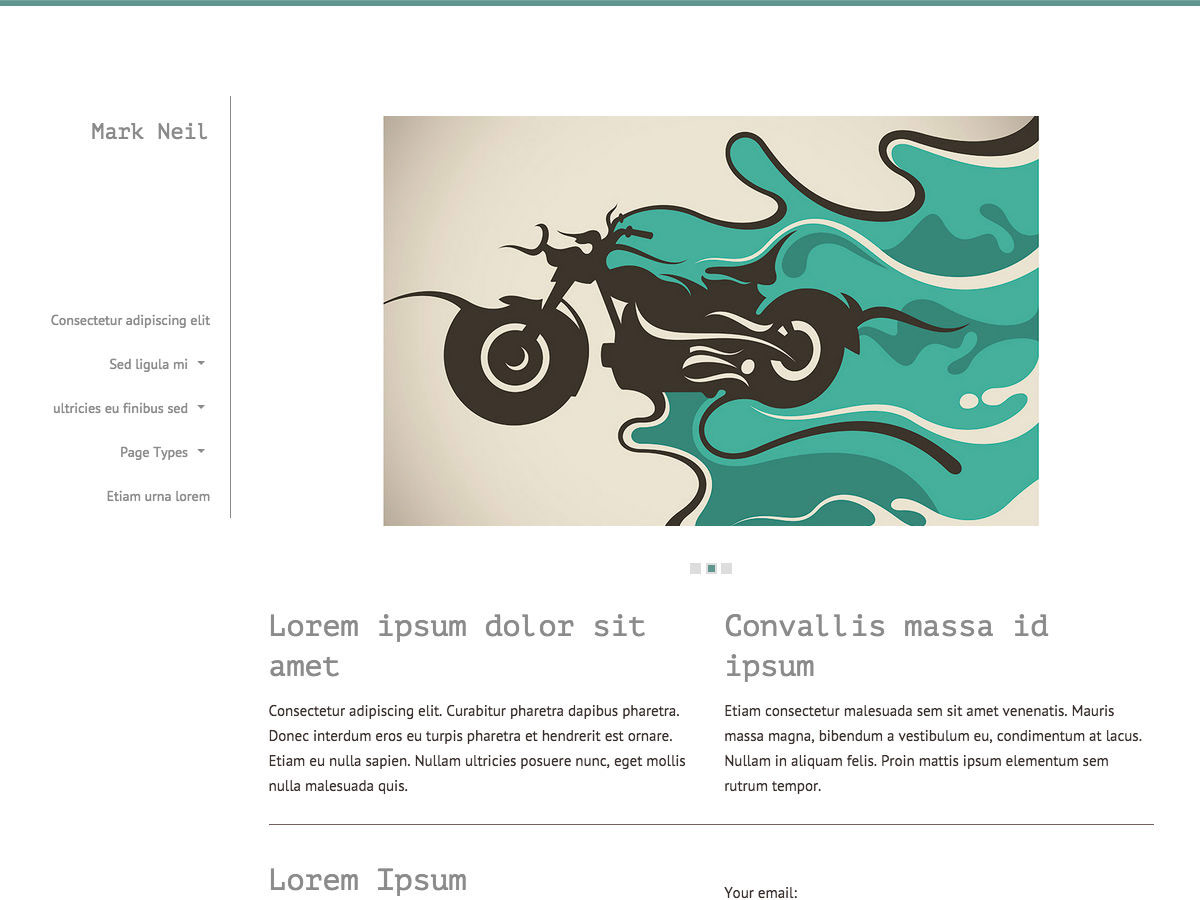 Mark Neil
Consectetur adipiscing elit
Sed ligula mi
ultricies eu finibus sed
Page Types
Etiam urna lorem
Lorem ipsum dolor sit
amet
Consectetur adipiscing elit. Curabitur pharetra dapibus pharetra.
Donec interdum eros eu turpis pharetra et hendrerit est ornare.
Etiam eu nulla sapien. Nullam ultricies posuere nunc, eget mollis
nulla malesuada quis.
Convallis massa id
ipsum
Etiam consectetur malesuada sem sit amet venenatis. Mauris
massa magna, bibendum a vestibulum eu, condimentum at lacus.
Nullam in aliquam felis. Proin mattis ipsum elementum sem
rutrum tempor.
Lorem Ipsum
Your email: